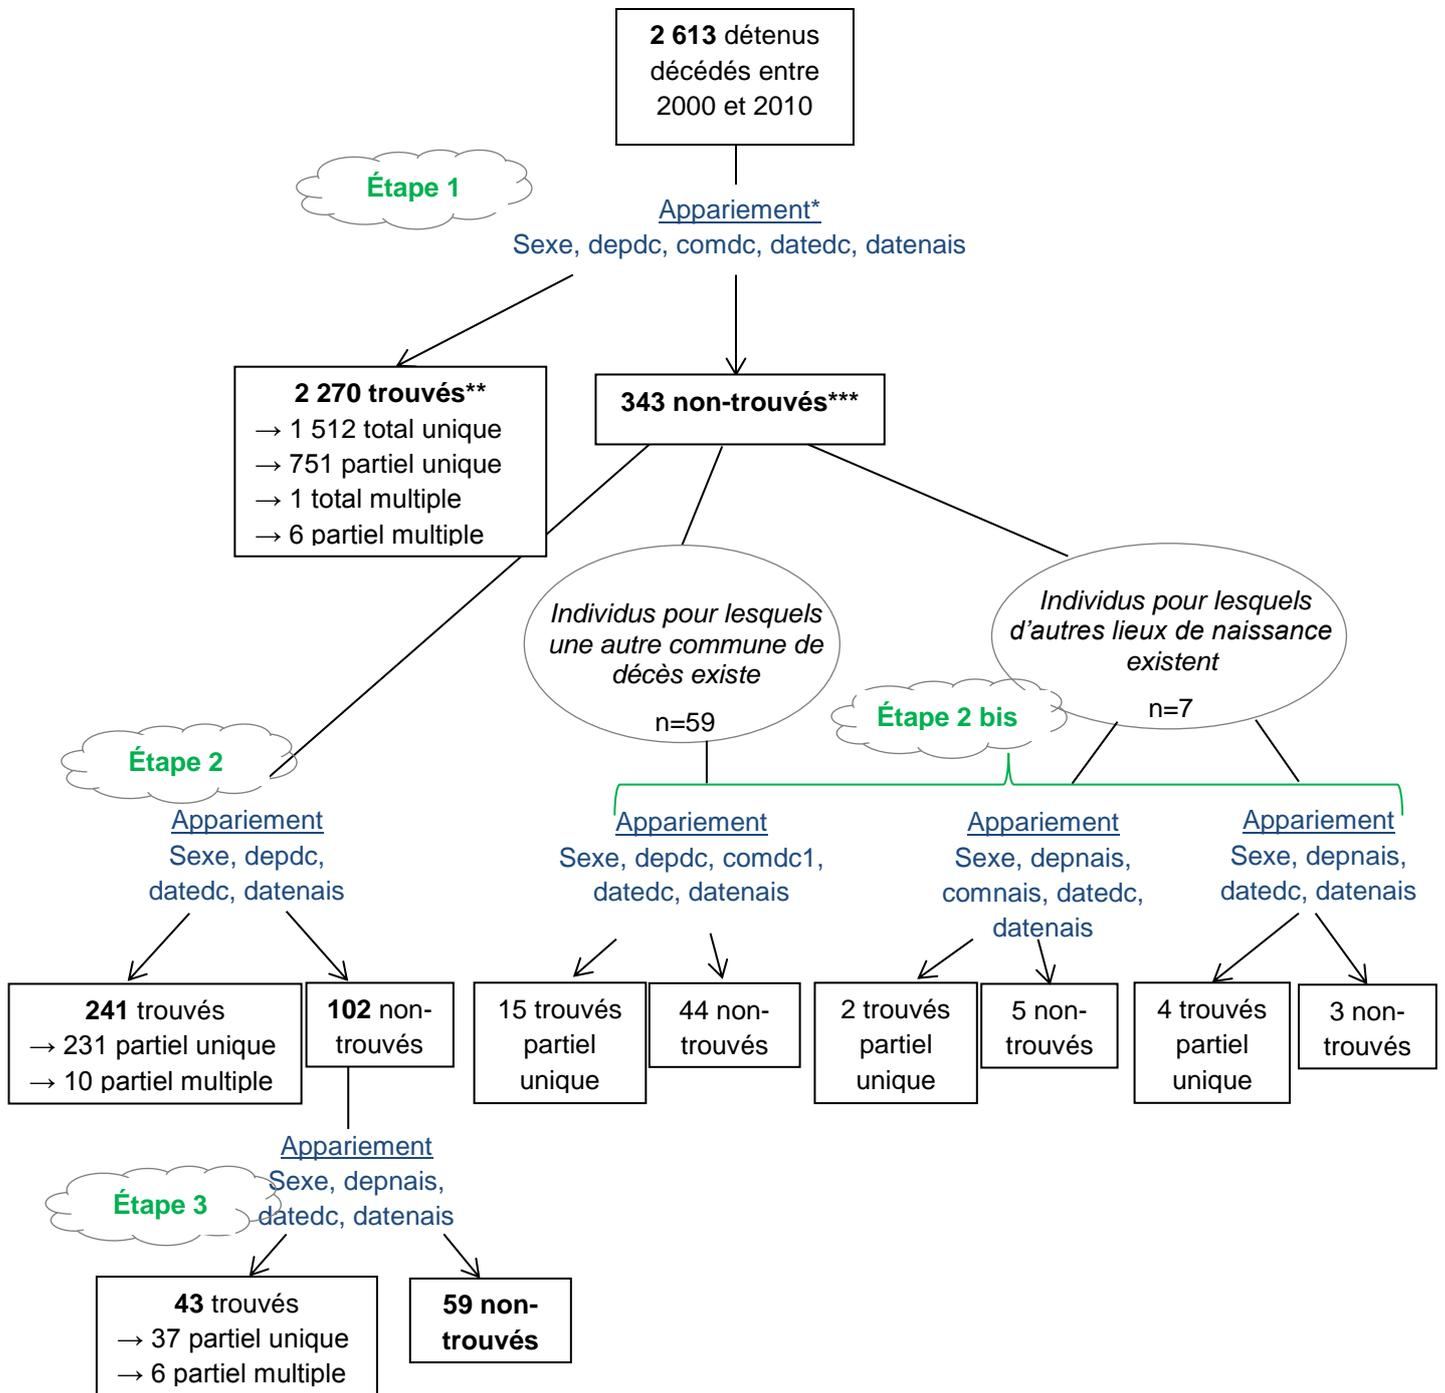 2 613 détenus
décédés entre
2000 et 2010
Étape 1
Appariement*
Sexe, depdc, comdc, datedc, datenais
2 270 trouvés**
→ 1 512 total unique
→ 751 partiel unique
→ 1 total multiple
→ 6 partiel multiple
343 non-trouvés***
Individus pour lesquels
une autre commune de
décès existe
n=59
Individus pour lesquels
d’autres lieux de naissance
existent
n=7
Étape 2
Étape 2 bis
Appariement
Sexe, depdc,
datedc, datenais
Appariement
Sexe, depdc, comdc1,
datedc, datenais
Appariement
Sexe, depnais,
comnais, datedc,
datenais
Appariement
Sexe, depnais,
datedc, datenais
241 trouvés
→ 231 partiel unique
→ 10 partiel multiple
102 non-
trouvés
15 trouvés
partiel
unique
44 non-
trouvés
2 trouvés
partiel
unique
5 non-
trouvés
4 trouvés
partiel
unique
3 non-
trouvés
Étape 3
Appariement
Sexe, depnais,
datedc, datenais
43 trouvés
→ 37 partiel unique
→ 6 partiel multiple
59 non-
trouvés